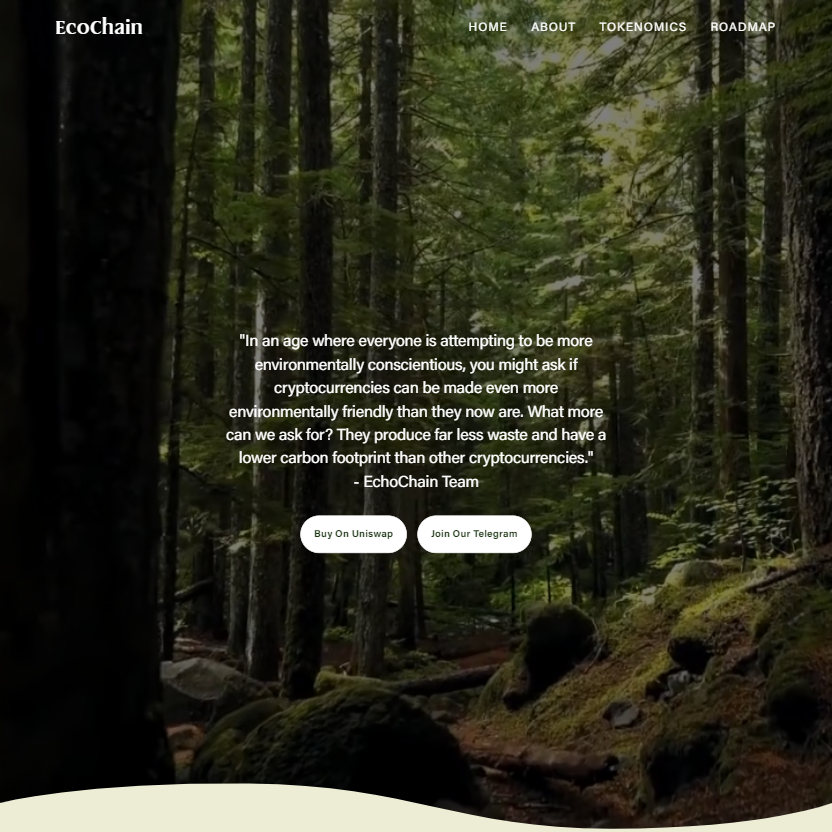 EcoChain
HOME ABOUT TOKENOMICS ROADMAP
"In an age where everyone is attempting to be more
environmentally conscientious, you might ask if
cryptocurrencies can be made even more
environmentally friendly than they now are. What more
can we ask for? They produce far less waste and have a
lower carbon footprint than other cryptocurrencies."
- EchoChain Team
Buy On Uniswap
Join Our Telegram